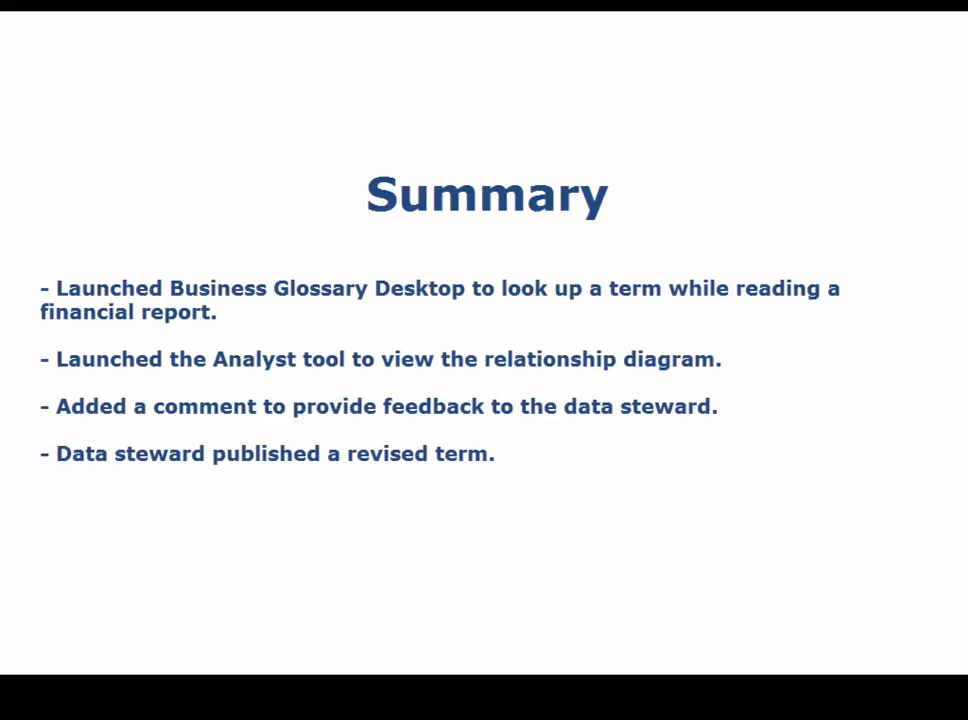 Summary
- Launched Business Glossary Desktop to look up a term while reading a
financial report.
- Launched the Analyst tool to view the relationship diagram.
- Added a comment to provide feedback to the data steward.
- Data steward published a revised term.